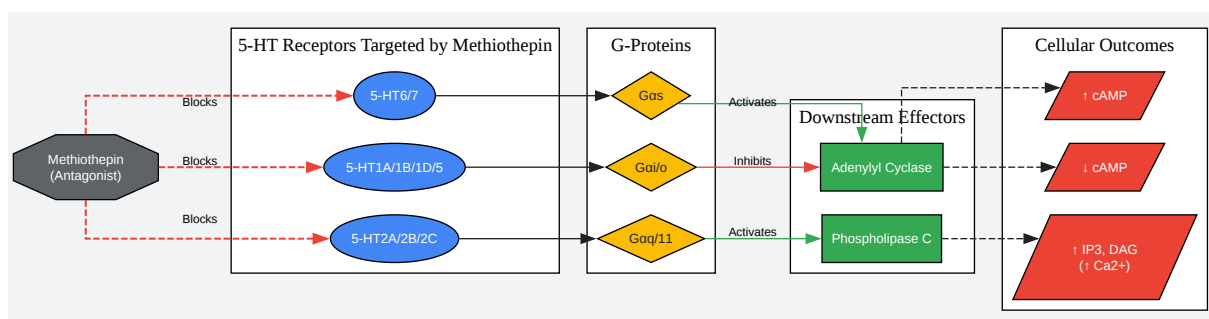 5-HT Receptors Targeted by Methiothepin
G-Proteins
Cellular Outcomes
Blocks
5-HT6/7
Gαs
Activates
↑ cAMP
Downstream Effectors
Methiothepin
(Antagonist)
Blocks
5-HT1A/1B/1D/5
Gαi/o
Inhibits
Adenylyl Cyclase
↓ cAMP
Blocks
5-HT2A/2B/2C
Gαq/11
Activates
Phospholipase C
↑ IP3, DAG
(↑ Ca2+)